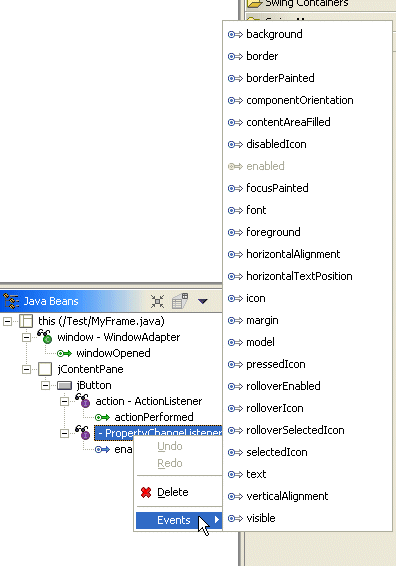 Swing Containers
background
border
borderPainted
componentOrientation
contentAreaFilled
disabledIcon
enabled
focusPainted
font
foreground
horizontalAlignment
horizontalTextPosition
icon
margin
model
pressedIcon
rolloverEnabled
rolloverIcon
rolloverSelectedIcon
selectedIcon
text
verticalAlignment
visible
Java Beans
this (/Test/MyFrame.java)
window - WindowAdapter
windowOpened
jContentPane
jButton
action - ActionListener
actionPerformed
- PropertyChangeListener
ena
Undo
Redo
Delete
Events